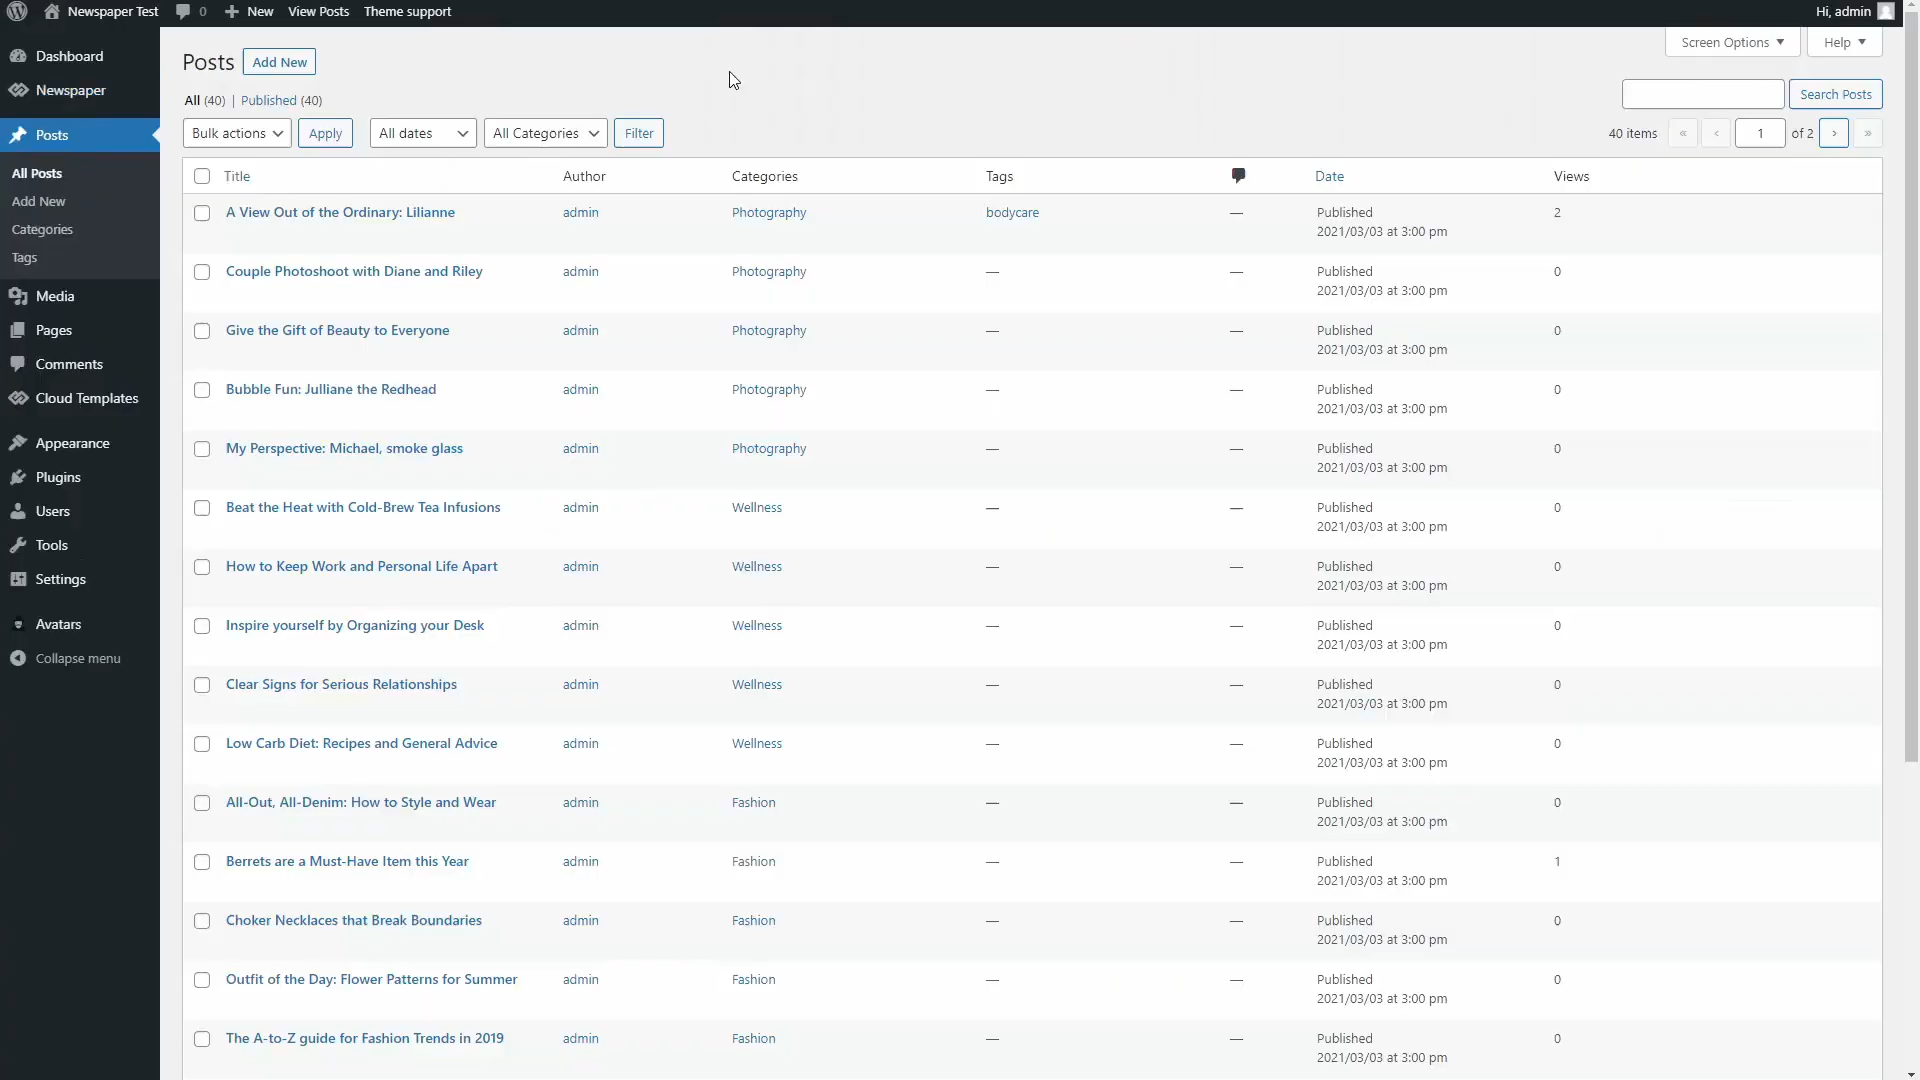 Newspaper Test 0 New View Posts Theme support Hi, admin
Dashboard
Newspaper
Posts
All Posts
Add New
Categories
Tags
Media
Pages
Comments
Cloud Templates
Appearance
Plugins
Users
Tools
Settings
Avatars
Collapse menu
Screen Options Help
Posts Add New
All (40) | Published (40)
Search Posts
Bulk actions Apply All dates All Categories Filter 40 items « ‹ 1 of 2 › »
Title Author Categories Tags Date Views
A View Out of the Ordinary: Lilianne admin Photography bodycare — Published 2
2021/03/03 at 3:00 pm
Couple Photoshoot with Diane and Riley admin Photography — — Published 0
2021/03/03 at 3:00 pm
Give the Gift of Beauty to Everyone admin Photography — — Published 0
2021/03/03 at 3:00 pm
Bubble Fun: Julliane the Redhead admin Photography — — Published 0
2021/03/03 at 3:00 pm
My Perspective: Michael, smoke glass admin Photography — — Published 0
2021/03/03 at 3:00 pm
Beat the Heat with Cold-Brew Tea Infusions admin Wellness — — Published 0
2021/03/03 at 3:00 pm
How to Keep Work and Personal Life Apart admin Wellness — — Published 0
2021/03/03 at 3:00 pm
Inspire yourself by Organizing your Desk admin Wellness — — Published 0
2021/03/03 at 3:00 pm
Clear Signs for Serious Relationships admin Wellness — — Published 0
2021/03/03 at 3:00 pm
Low Carb Diet: Recipes and General Advice admin Wellness — — Published 0
2021/03/03 at 3:00 pm
All-Out, All-Denim: How to Style and Wear admin Fashion — — Published 0
2021/03/03 at 3:00 pm
Berrets are a Must-Have Item this Year admin Fashion — — Published 1
2021/03/03 at 3:00 pm
Choker Necklaces that Break Boundaries admin Fashion — — Published 0
2021/03/03 at 3:00 pm
Outfit of the Day: Flower Patterns for Summer admin Fashion — — Published 0
2021/03/03 at 3:00 pm
The A-to-Z guide for Fashion Trends in 2019 admin Fashion — — Published 0
2021/03/03 at 3:00 pm